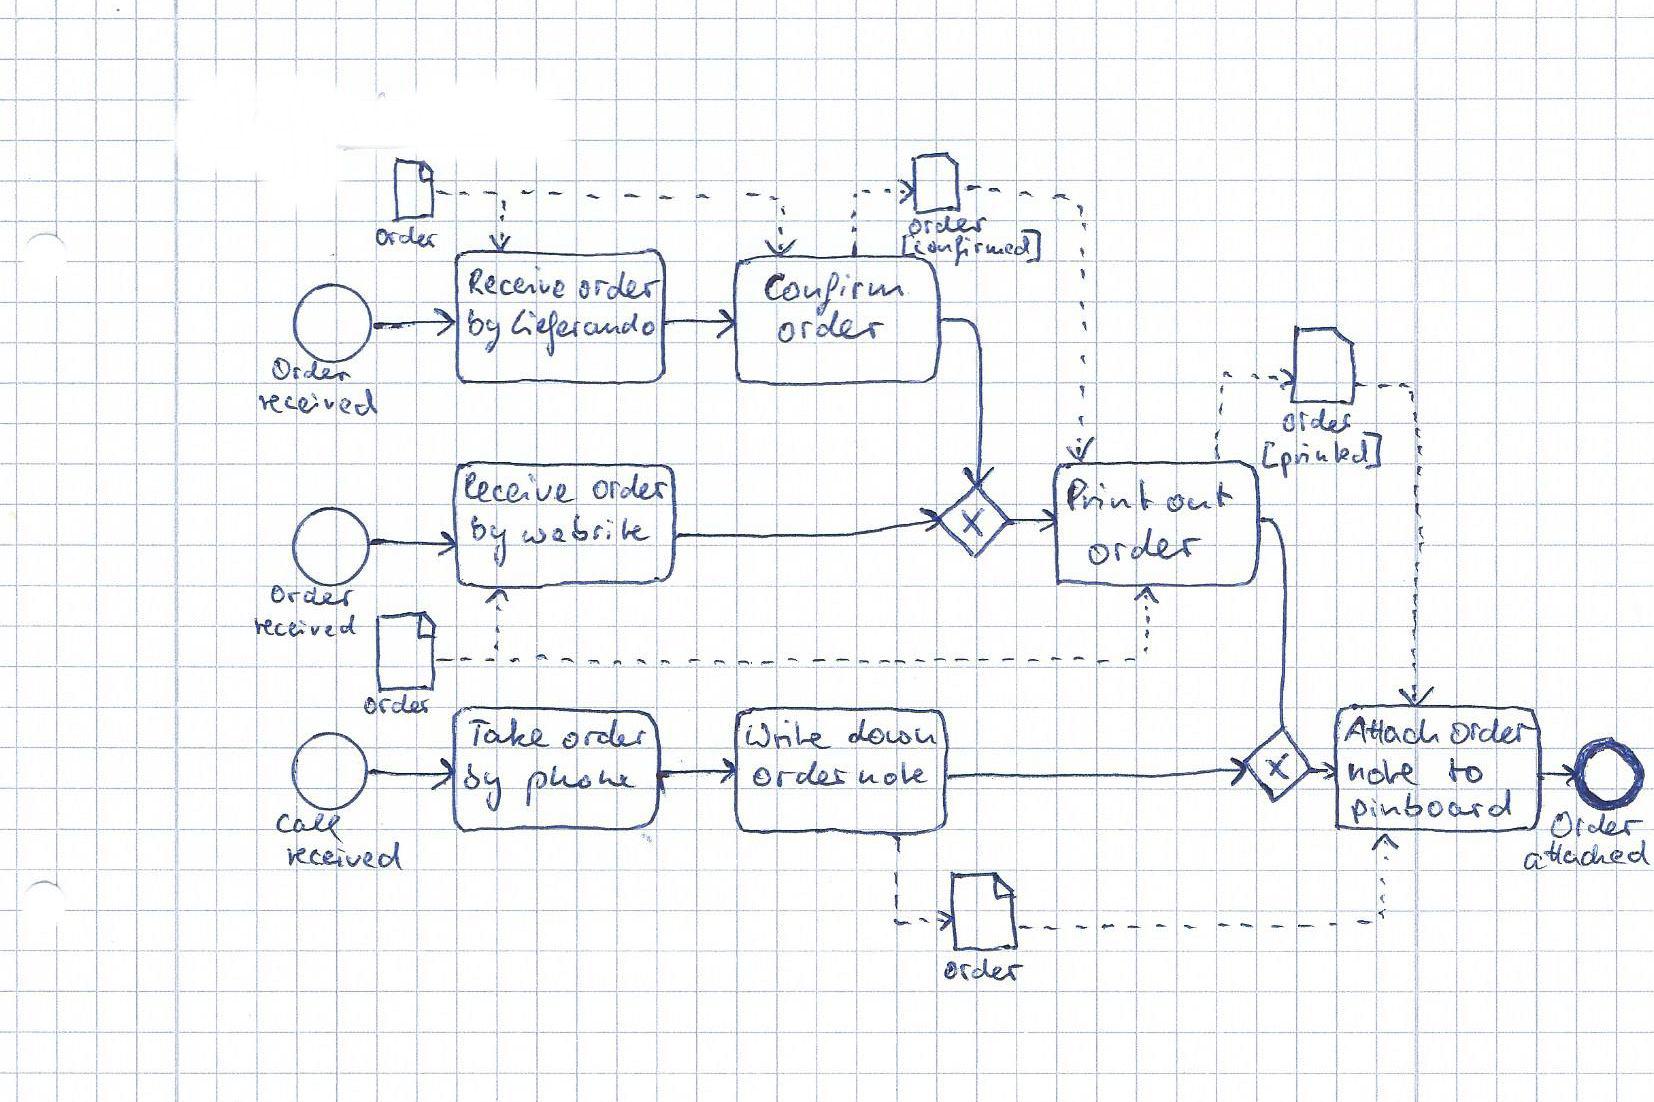 order
order
[confirmed]
Receive order
by Lieferando
Confirm
order
Order
received
order
[printed]
Receive order
by website
X
Print out
order
Order
received
order
Take order
by phone
Write down
order note
X
Attach order
note to
pinboard
Call
received
Order
attached
order